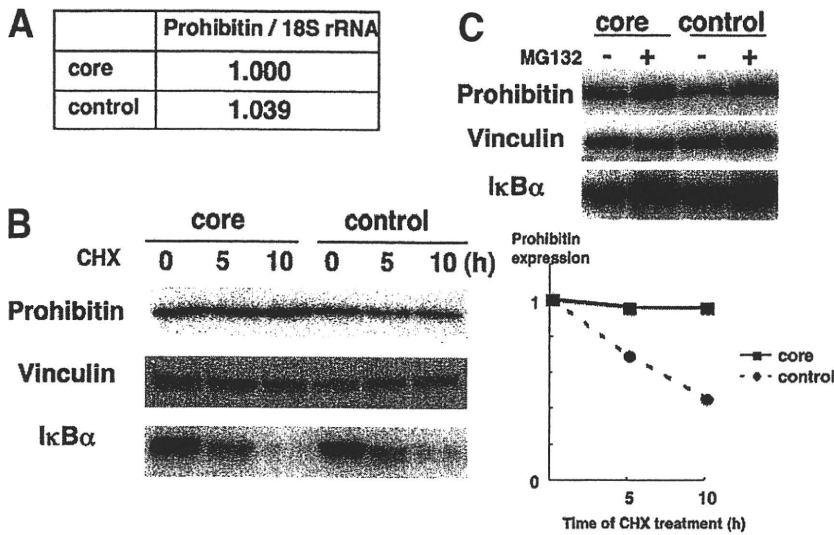 A
Prohibitin / 18S rRNA
core 1.000
control 1.039
B
core control
CHX 0 5 10 0 5 10 (h)
Prohibitin
Vinculin
IκBα
C
core control
MG132 - + - +
Prohibitin
Vinculin
IκBα
Prohibitin
expression
1
0
5 10
Time of CHX treatment (h)
core
control